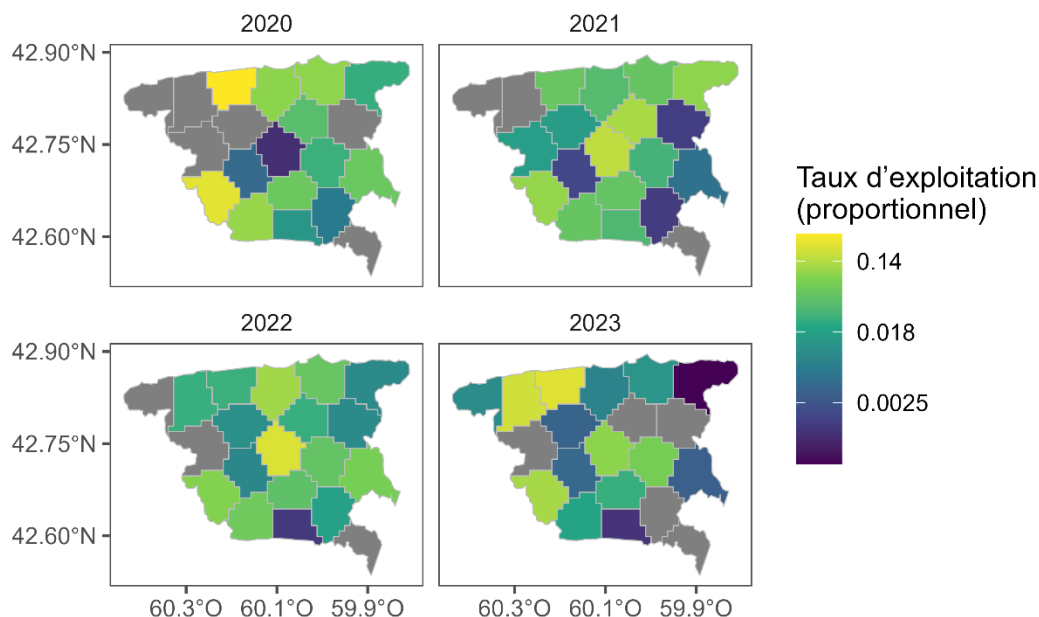 2020
2021
42.90°N
42.75°N
42.60°N
2022
2023
42.90°N
42.75°N
42.60°N
60.3°O 60.1°O 59.9°O
60.3°O 60.1°O 59.9°O
Taux d’exploitation
(proportionnel)
0.14
0.018
0.0025